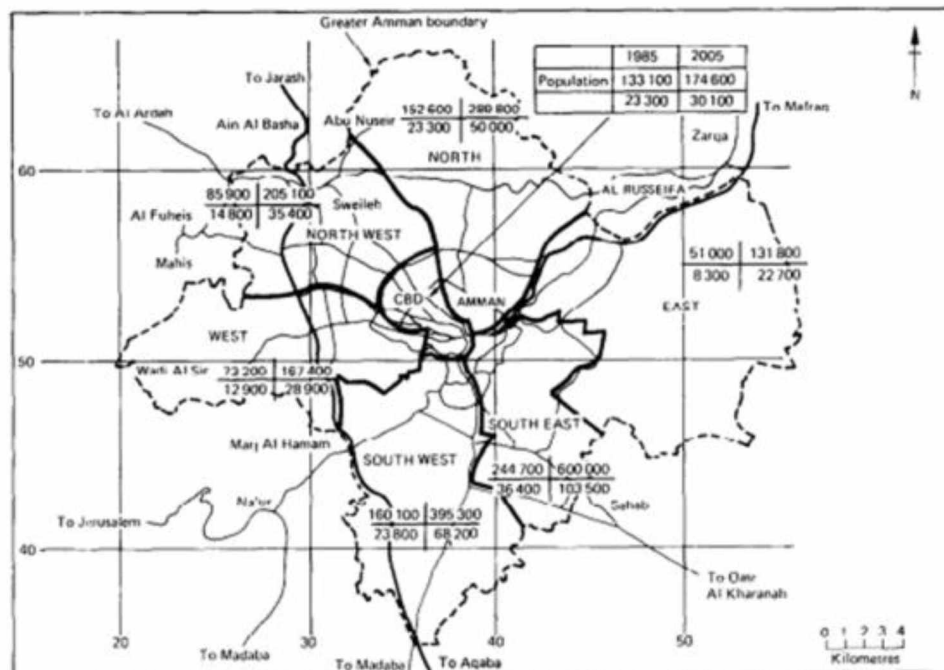 Greater Amman boundary
1985 2005
Population 133 100 174 600
23 300 30 100
N
To Jarash
To Al Ardah
Ain Al Basha
Abu Nuseir
152 600
23 300 50 000
NORTH
To Mafraq
Zarqa
60
AL RUSSEIFA
85 900 205 100
14 800 35 400
Sweileh
Al Fuheis
NORTH WEST
Mahis
51 000 131 800
8 300 22 700
EAST
CBD
AMMAN
WEST
50
Wadi Al Sir
73 200 167 400
12 900 28 900
SOUTH EAST
Marj Al Hamam
SOUTH WEST
244 700 600 000
36 400 103 500
Sahab
Na'ur
160 100 395 300
23 800 68 200
To Jerusalem
40
To Qasr
Al Kharanah
20 30 40 50
To Madaba
To Madaba
To Aqaba
0 1 2 3 4
Kilometres